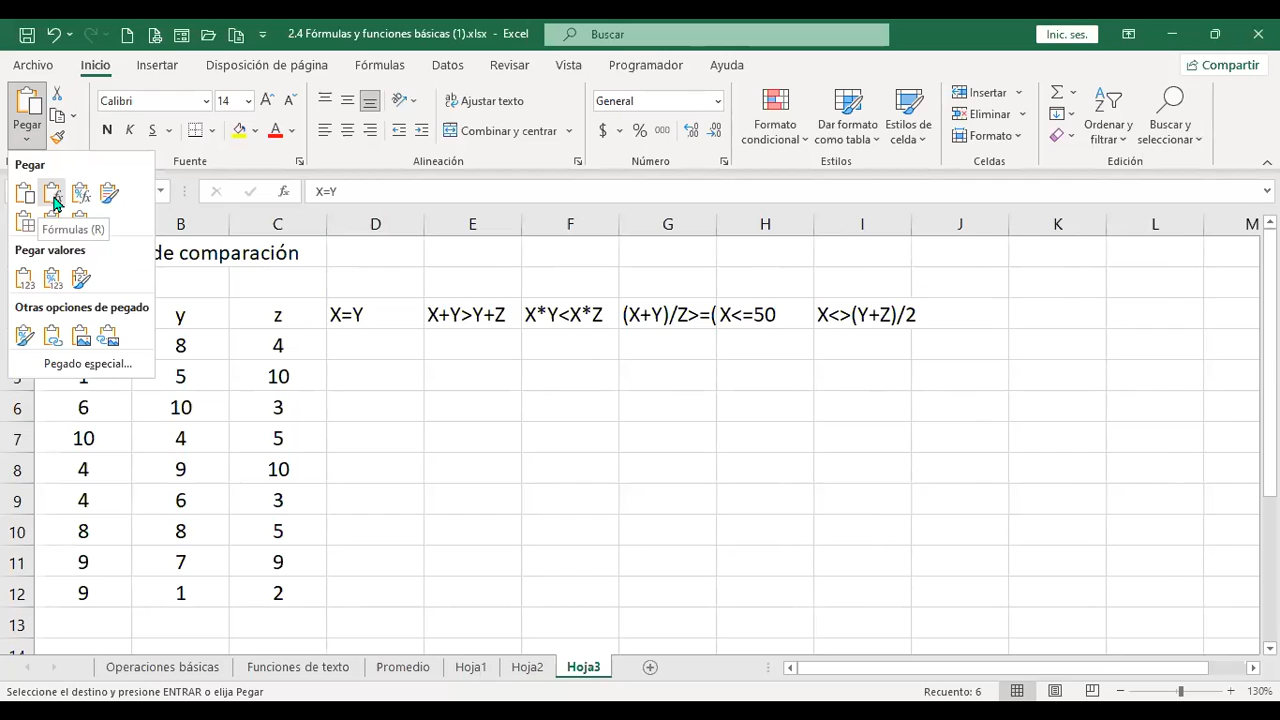 2.4 Fórmulas y funciones básicas (1).xlsx - Excel
Buscar
Inic. ses.
Archivo Inicio Insertar Disposición de página Fórmulas Datos Revisar Vista Programador Ayuda Compartir
Pegar
Calibri 14
N K S
Fuente
Ajustar texto
Combinar y centrar
Alineación
General
$ % 000
Número
Formato condicional
Dar formato como tabla
Estilos de celda
Estilos
Insertar
Eliminar
Formato
Celdas
Ordenar y filtrar
Buscar y seleccionar
Edición
Pegar
Fórmulas (R)
Pegar valores
Otras opciones de pegado
Pegado especial...
X=Y
B C D E F G H I J K L M
de comparación
y z X=Y X+Y>Y+Z X*Y<X*Z (X+Y)/Z>=( X<=50 X<>(Y+Z)/2
8 4
1 5 10
6 6 10 3
7 10 4 5
8 4 9 10
9 4 6 3
10 8 8 5
11 9 7 9
12 9 1 2
13
Operaciones básicas Funciones de texto Promedio Hoja1 Hoja2 Hoja3
Seleccione el destino y presione ENTRAR o elija Pegar Recuento: 6 130%